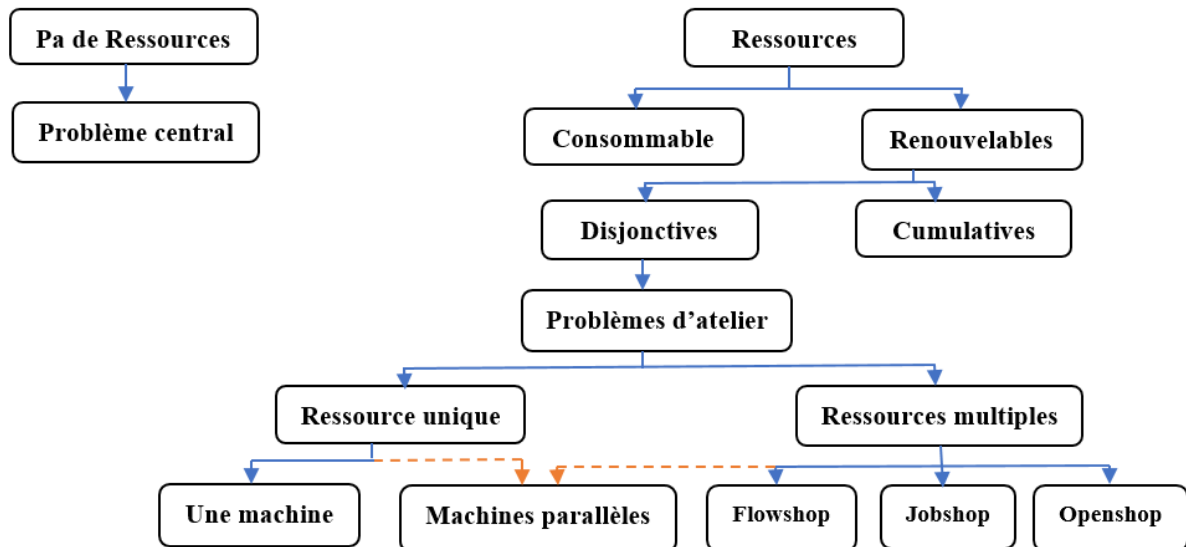 Pa de Ressources
Ressources
Problème central
Consommable
Renouvelables
Disjonctives
Cumulatives
Problèmes d’atelier
Ressource unique
Ressources multiples
Une machine
Machines parallèles
Flowshop
Jobshop
Openshop